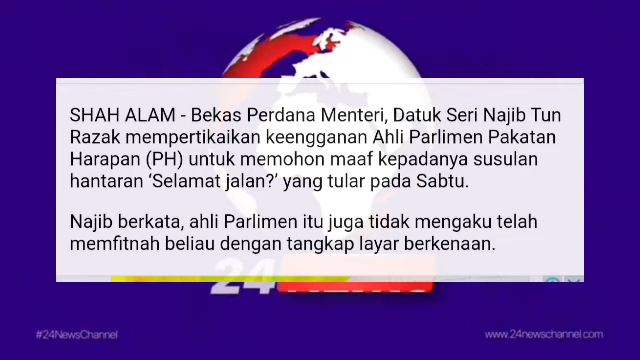 SHAH ALAM - Bekas Perdana Menteri, Datuk Seri Najib Tun
Razak mempertikaikan keengganan Ahli Parlimen Pakatan
Harapan (PH) untuk memohon maaf kepadanya susulan
hantaran ‘Selamat jalan?’ yang tular pada Sabtu.
Najib berkata, ahli Parlimen itu juga tidak mengaku telah
memfitnah beliau dengan tangkap layar berkenaan.
24
#24NewsChannel
www.24newschannel.com